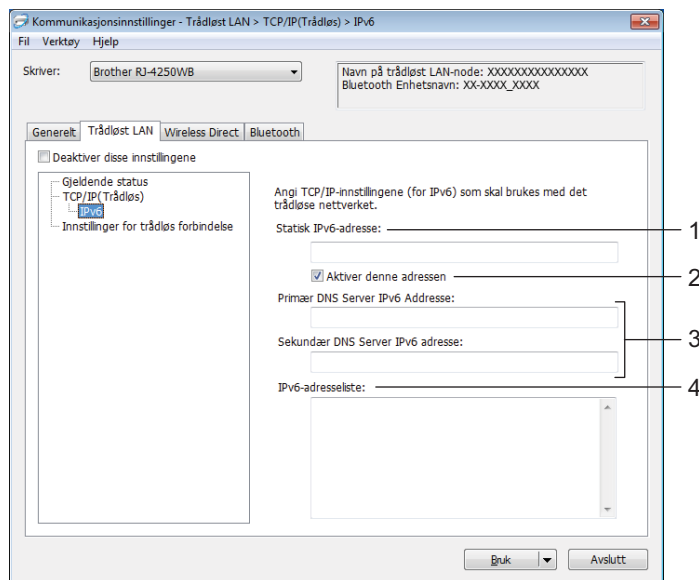 Kommunikasjonsinnstillinger - Trådløst LAN > TCP/IP(Trådløs) > IPv6
Fil Verktøy Hjelp
Skriver:
Brother RJ-4250WB
Navn på trådløst LAN-node: XXXXXXXXXXXXXXX
Bluetooth Enhetsnavn: XX-XXXX_XXXX
Generelt Trådløst LAN Wireless Direct Bluetooth
Deaktiver disse innstillingene
Gjeldende status
TCP/IP(Trådløs)
IPv6
Innstillinger for trådløs forbindelse
Angi TCP/IP-innstillingene (for IPv6) som skal brukes med det
trådløse nettverket.
Statisk IPv6-adresse:
1
Aktiver denne adressen
2
Primær DNS Server IPv6 Addresse:
3
Sekundær DNS Server IPv6 adresse:
IPv6-adresseliste:
4
Bruk
Avslutt